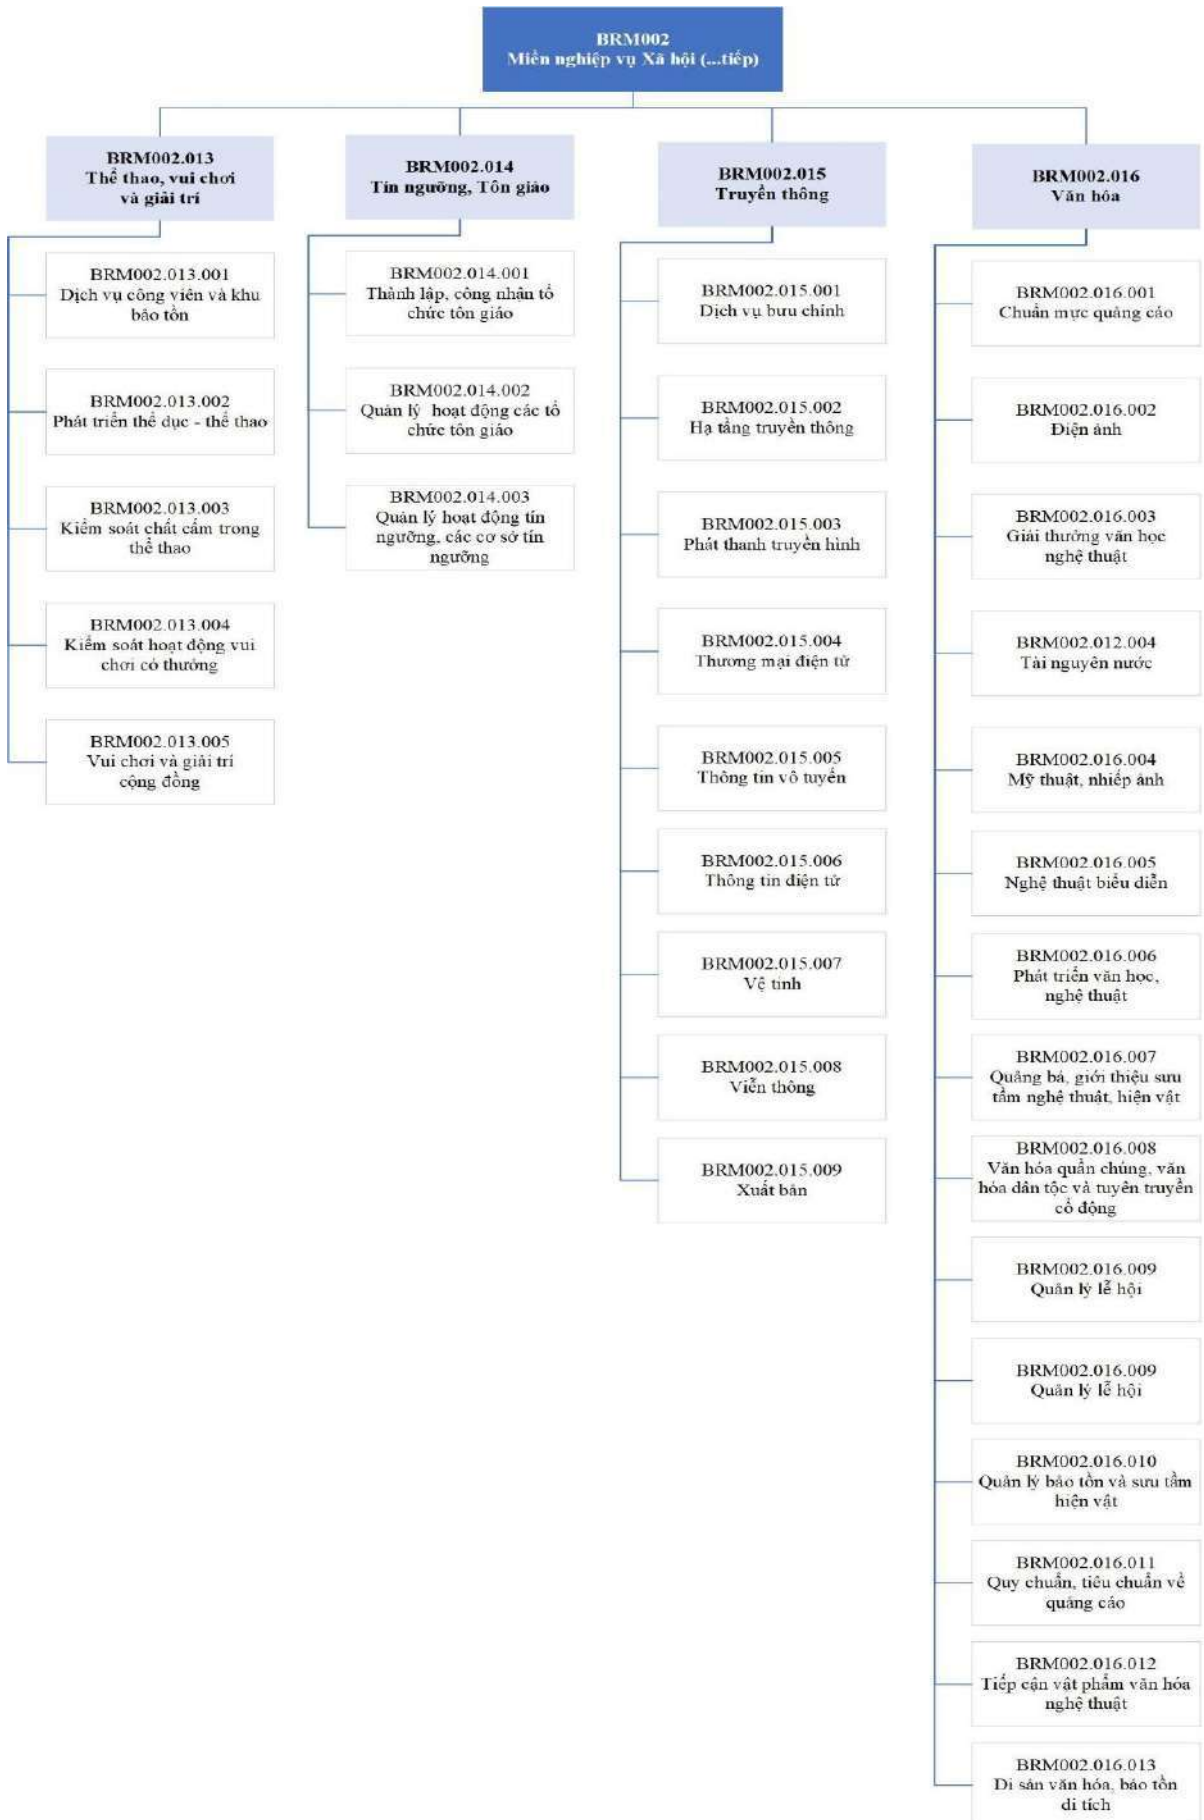 BRM002
Miền nghiệp vụ Xã hội (...tiếp)
BRM002.013
Thể thao, vui chơi
và giải trí
BRM002.013.001
Dịch vụ công viên và khu
bảo tồn
BRM002.013.002
Phát triển thể dục - thể thao
BRM002.013.003
Kiểm soát chất cấm trong
thể thao
BRM002.013.004
Kiểm soát hoạt động vui
chơi có thưởng
BRM002.013.005
Vui chơi và giải trí
cộng đồng
BRM002.014
Tín ngưỡng, Tôn giáo
BRM002.014.001
Thành lập, công nhận tổ
chức tôn giáo
BRM002.014.002
Quản lý hoạt động các tổ
chức tôn giáo
BRM002.014.003
Quản lý hoạt động tín
ngưỡng, các cơ sở tín
ngưỡng
BRM002.015
Truyền thông
BRM002.015.001
Dịch vụ bưu chính
BRM002.015.002
Hạ tầng truyền thông
BRM002.015.003
Phát thanh truyền hình
BRM002.015.004
Thương mại điện tử
BRM002.015.005
Thông tin vô tuyến
BRM002.015.006
Thông tin điện tử
BRM002.015.007
Vệ tinh
BRM002.015.008
Viễn thông
BRM002.015.009
Xuất bản
BRM002.016
Văn hóa
BRM002.016.001
Chuẩn mực quảng cáo
BRM002.016.002
Điện ảnh
BRM002.016.003
Giải thưởng văn học
nghệ thuật
BRM002.012.004
Tài nguyên nước
BRM002.016.004
Mỹ thuật, nhiếp ảnh
BRM002.016.005
Nghệ thuật biểu diễn
BRM002.016.006
Phát triển văn học,
nghệ thuật
BRM002.016.007
Quảng bá, giới thiệu sưu
tầm nghệ thuật, hiện vật
BRM002.016.008
Văn hóa quần chúng, văn
hóa dân tộc và tuyên truyền
cổ động
BRM002.016.009
Quản lý lễ hội
BRM002.016.009
Quản lý lễ hội
BRM002.016.010
Quản lý bảo tồn và sưu tầm
hiện vật
BRM002.016.011
Quy chuẩn, tiêu chuẩn về
quảng cáo
BRM002.016.012
Tiếp cận vật phẩm văn hóa
nghệ thuật
BRM002.016.013
Di sản văn hóa, bảo tồn
di tích